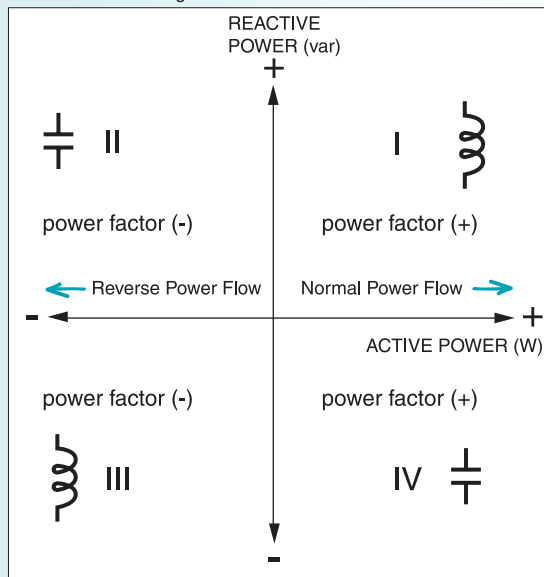 REACTIVE
POWER (var)
+
II
I
power factor (-)
power factor (+)
Reverse Power Flow
Normal Power Flow
-
+
ACTIVE POWER (W)
power factor (-)
power factor (+)
III
IV
-